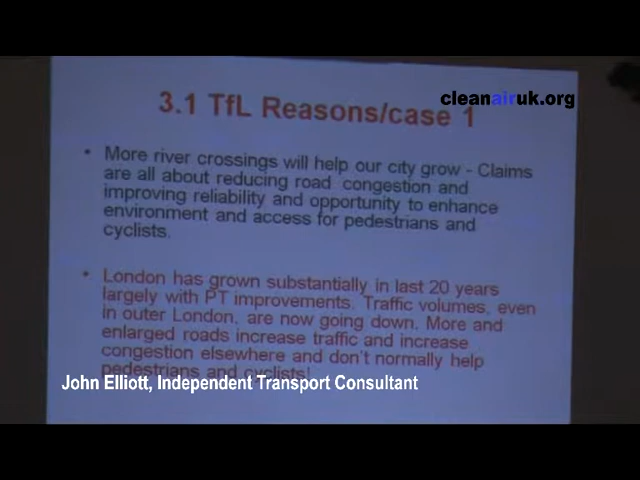 cleanairuk.org
3.1 TfL Reasons/case 1
• More river crossings will help our city grow - Claims
are all about reducing road congestion and
improving reliability and opportunity to enhance
environment and access for pedestrians and
cyclists.
• London has grown substantially in last 20 years
largely with PT improvements. Traffic volumes, even
in outer London, are now going down. More and
enlarged roads increase traffic and increase
congestion elsewhere and don't normally help
pedestrians and cyclists!
John Elliott, Independent Transport Consultant